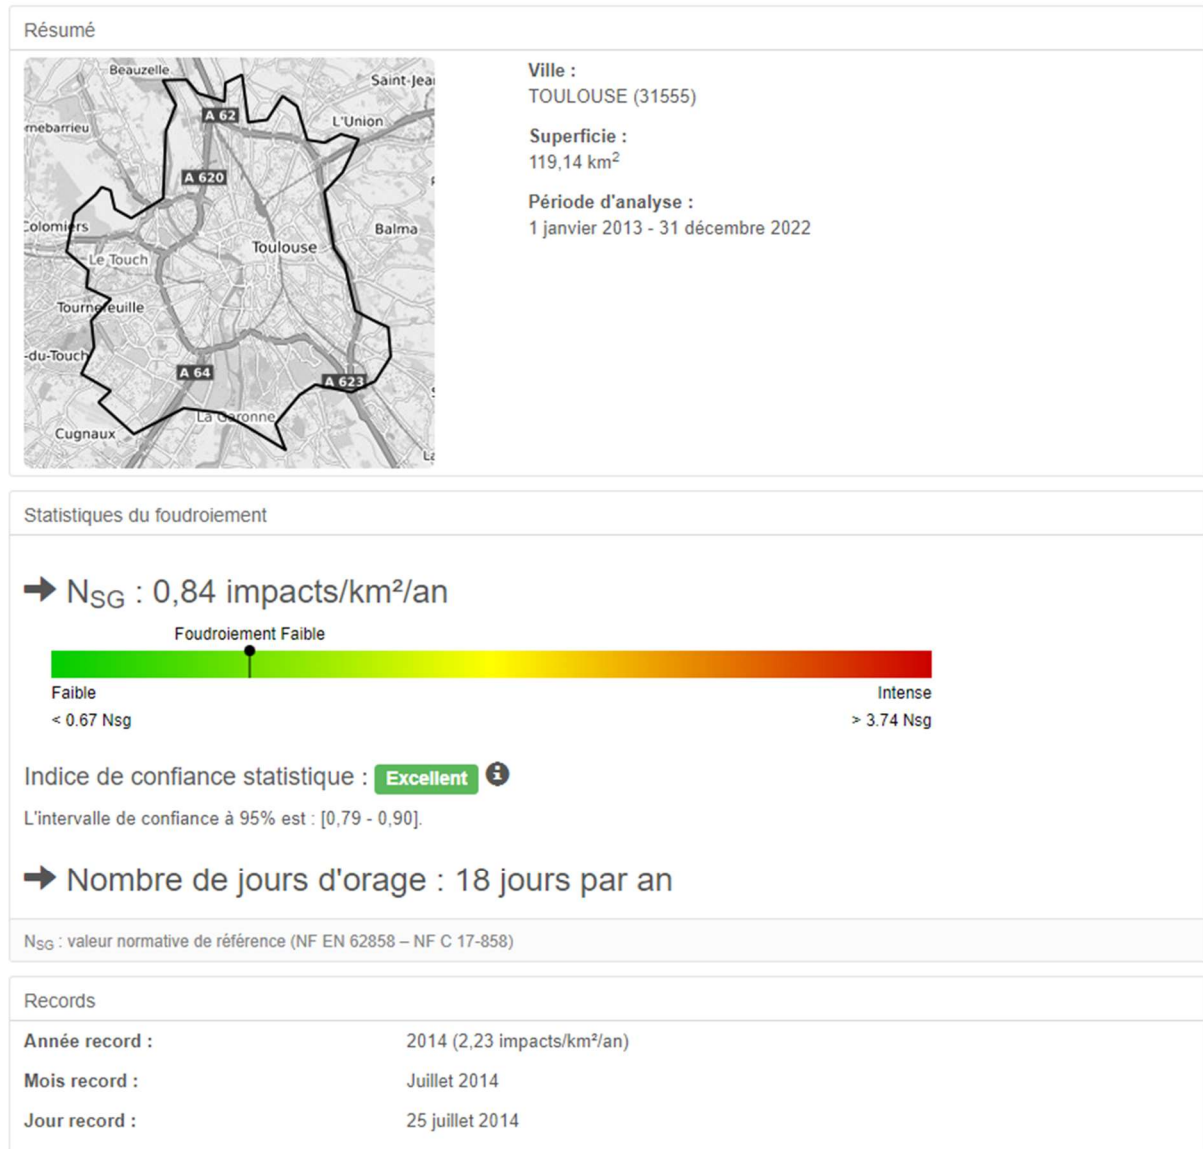 Résumé
Beauzelle
Saint-Jea
A 62
L'Union
rnebarrieu
A 620
Colomiers
Balma
Le Touch
Toulouse
Tournefeuille
-du-Touch
A 64
A 623
La Garonne
Cugnaux
Ville :
TOULOUSE (31555)
Superficie :
119,14 km²
Période d'analyse :
1 janvier 2013 - 31 décembre 2022
Statistiques du foudroiement
➔ NSG : 0,84 impacts/km²/an
Foudroiement Faible
Faible
Intense
< 0.67 Nsg
> 3.74 Nsg
Indice de confiance statistique : Excellent
L'intervalle de confiance à 95% est : [0,79 - 0,90].
➔ Nombre de jours d'orage : 18 jours par an
NSG : valeur normative de référence (NF EN 62858 – NF C 17-858)
Records
Année record : 2014 (2,23 impacts/km²/an)
Mois record : Juillet 2014
Jour record : 25 juillet 2014